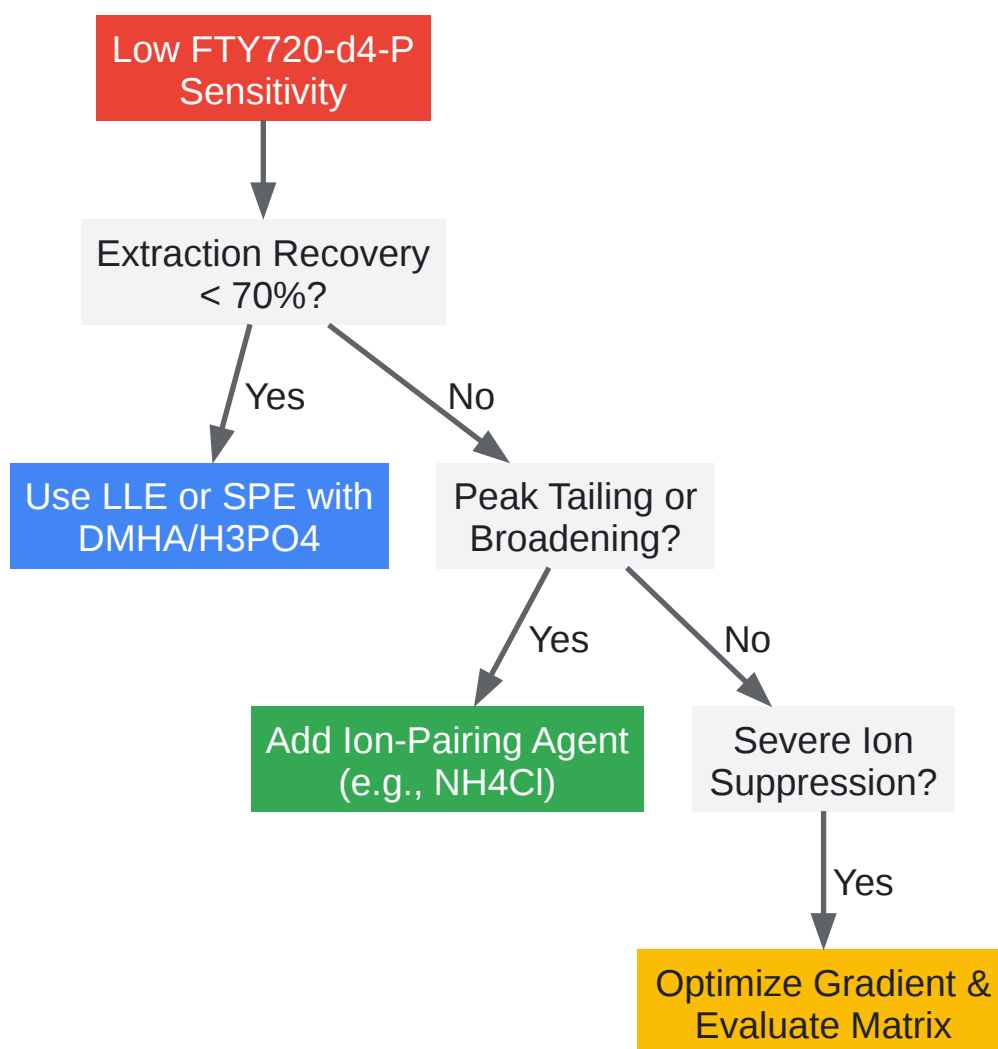 Low FTY720-d4-P
Sensitivity
Extraction Recovery
< 70%?
Yes
No
Use LLE or SPE with
DMHA/H3PO4
Peak Tailing or
Broadening?
Yes
No
Add Ion-Pairing Agent
(e.g., NH4Cl)
Severe Ion
Suppression?
Yes
Optimize Gradient &
Evaluate Matrix